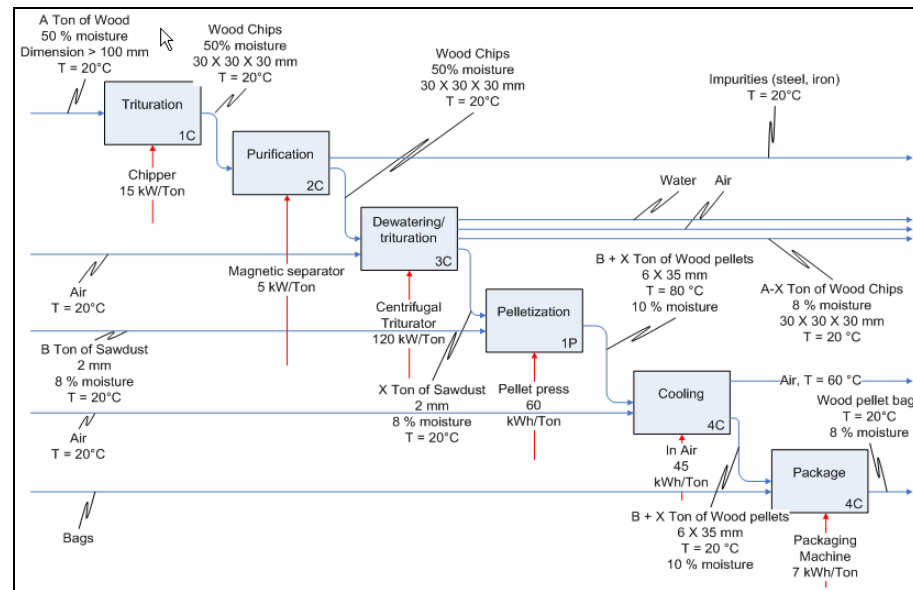 A Ton of Wood
50 % moisture
Dimension > 100 mm
T = 20°C
Wood Chips
50% moisture
30 X 30 X 30 mm
T = 20°C
Wood Chips
50% moisture
30 X 30 X 30 mm
T = 20°C
Impurities (steel, iron)
T = 20°C
Trituration
1C
Chipper
15 kW/Ton
Purification
2C
Magnetic separator
5 kW/Ton
Water
Air
Dewatering/
trituration
3C
Centrifugal
Triturator
120 kW/Ton
Air
T = 20°C
B + X Ton of Wood pellets
6 X 35 mm
T = 80 °C
10 % moisture
A-X Ton of Wood Chips
8 % moisture
30 X 30 X 30 mm
T = 20 °C
Pelletization
1P
B Ton of Sawdust
2 mm
8 % moisture
T = 20°C
X Ton of Sawdust
2 mm
8 % moisture
T = 20°C
Pellet press
60
kWh/Ton
Cooling
4C
Air, T = 60 °C
Wood pellet bag
T = 20°C
8 % moisture
Air
T = 20°C
In Air
45
kWh/Ton
Package
4C
Bags
B + X Ton of Wood pellets
6 X 35 mm
T = 20 °C
10 % moisture
Packaging
Machine
7 kWh/Ton